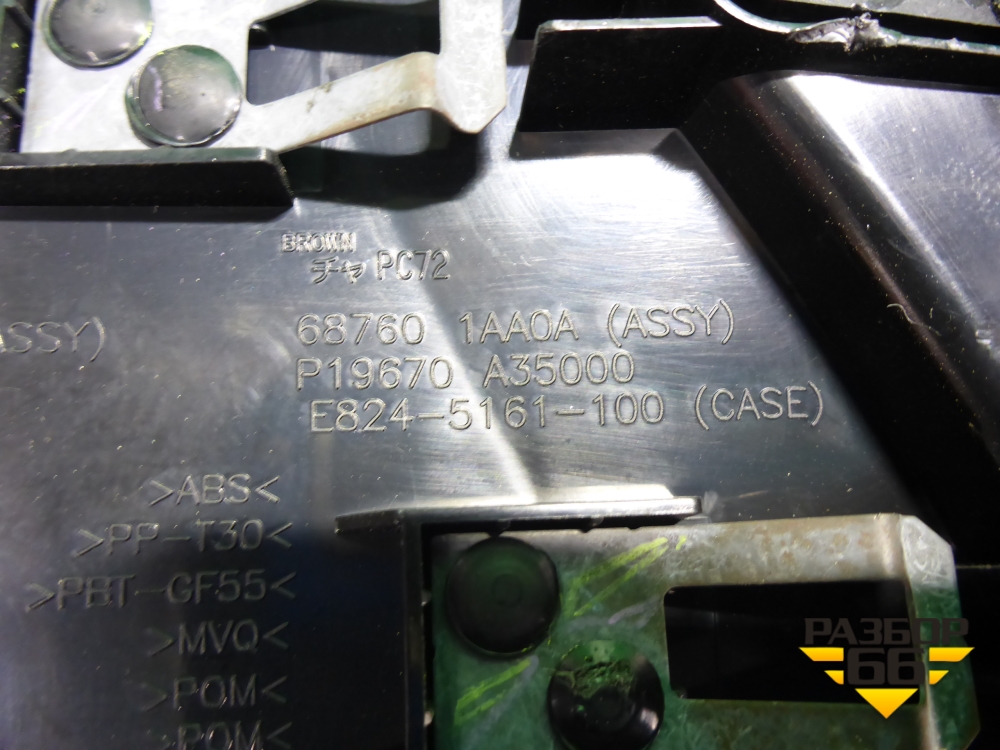 BROWN
チャ PC72
68760 1AA0A (ASSY)
ASSY)
P19670 A35000
E824-5161-100 (CASE)
>ABS<
>PP-T30<
>PBT-GF55<
>MVQ<
>POM<
>POM<
РАЗБОР
66